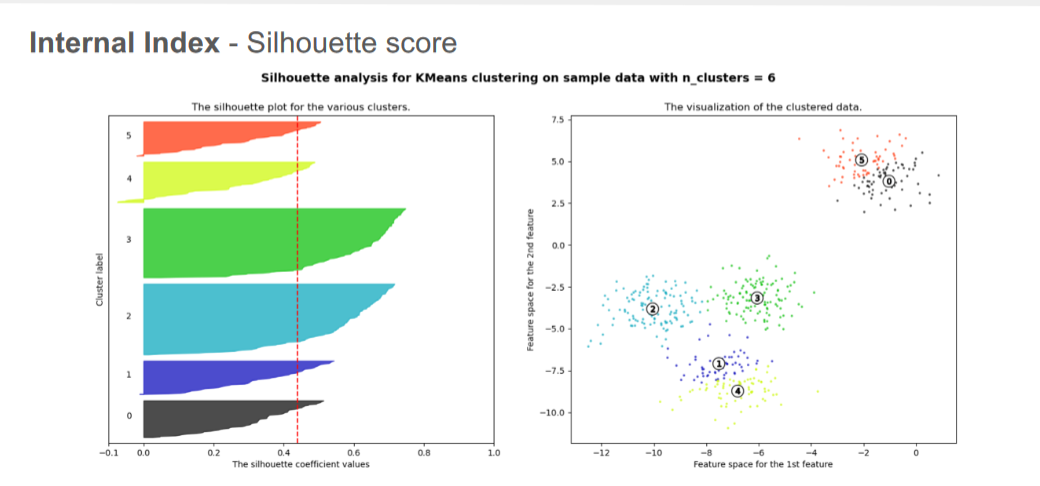 Internal Index - Silhouette score
Silhouette analysis for KMeans clustering on sample data with n_clusters = 6
The silhouette plot for the various clusters.
5
4
3
2
1
0
Cluster label
−0.1 0.0 0.2 0.4 0.6 0.8 1.0
The silhouette coefficient values
The visualization of the clustered data.
7.5
5.0
2.5
0.0
−2.5
−5.0
−7.5
−10.0
Feature space for the 2nd feature
5
0
3
2
1
4
−12 −10 −8 −6 −4 −2 0
Feature space for the 1st feature